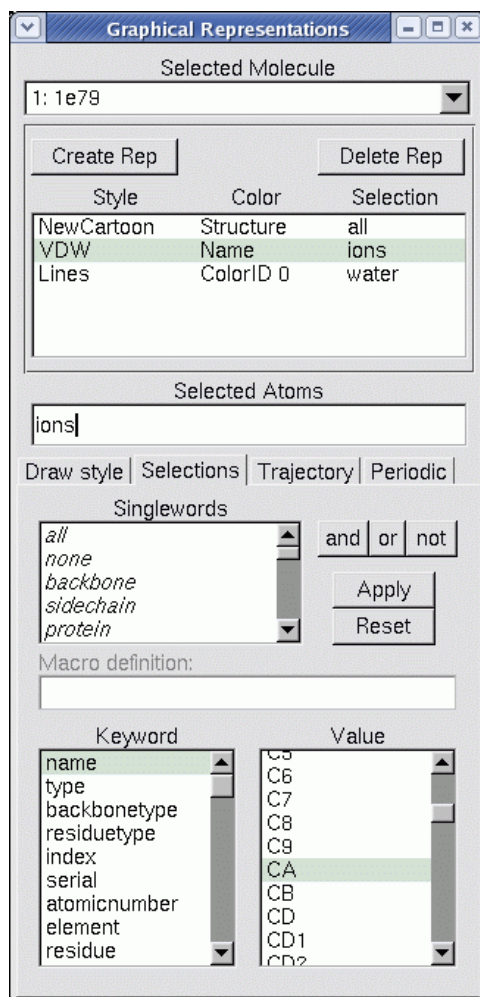 Graphical Representations
Selected Molecule
1: 1e79
Create Rep Delete Rep
Style Color Selection
NewCartoon Structure all
VDW Name ions
Lines ColorID 0 water
Selected Atoms
ions
Draw style Selections Trajectory Periodic
Singlewords
all
none
backbone
sidechain
protein
and or not
Apply
Reset
Macro definition:
Keyword
name
type
backbonetype
residuetype
index
serial
atomicnumber
element
residue
Value
C5
C6
C7
C8
C9
CA
CB
CD
CD1
CD2